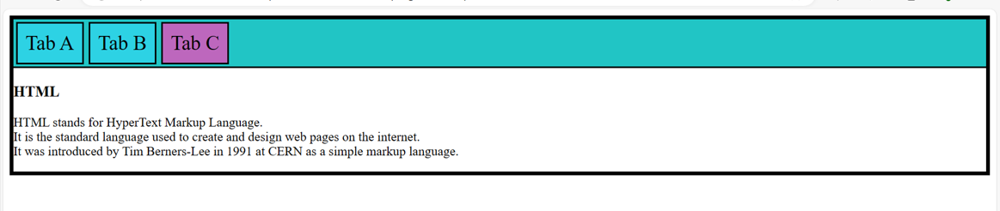 Tab A Tab B Tab C
HTML
HTML stands for HyperText Markup Language.
It is the standard language used to create and design web pages on the internet.
It was introduced by Tim Berners-Lee in 1991 at CERN as a simple markup language.